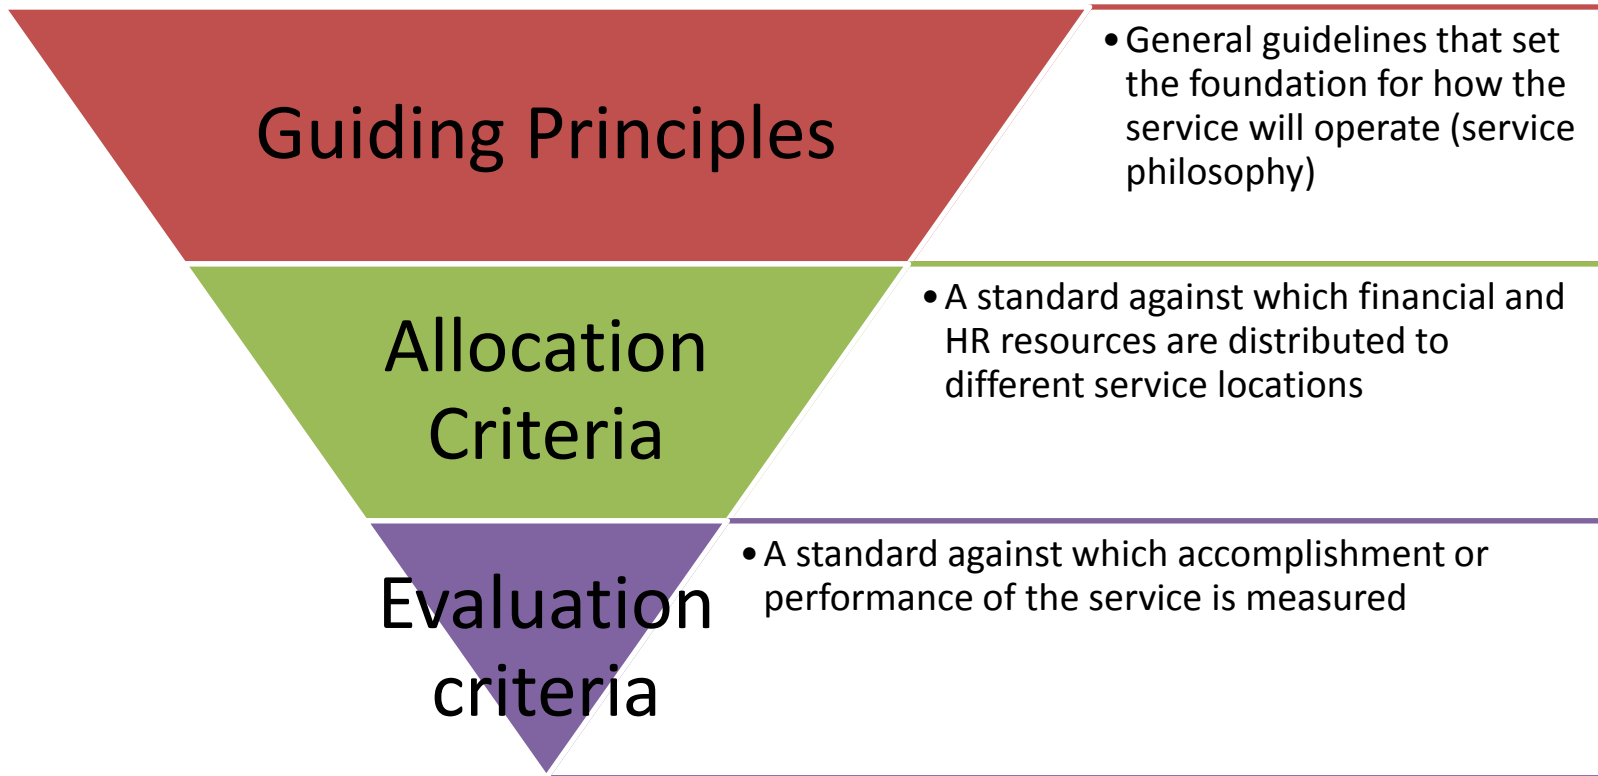 Guiding Principles
• General guidelines that set
the foundation for how the
service will operate (service
philosophy)
Allocation
Criteria
• A standard against which financial and
HR resources are distributed to
different service locations
Evaluation
criteria
• A standard against which accomplishment or
performance of the service is measured